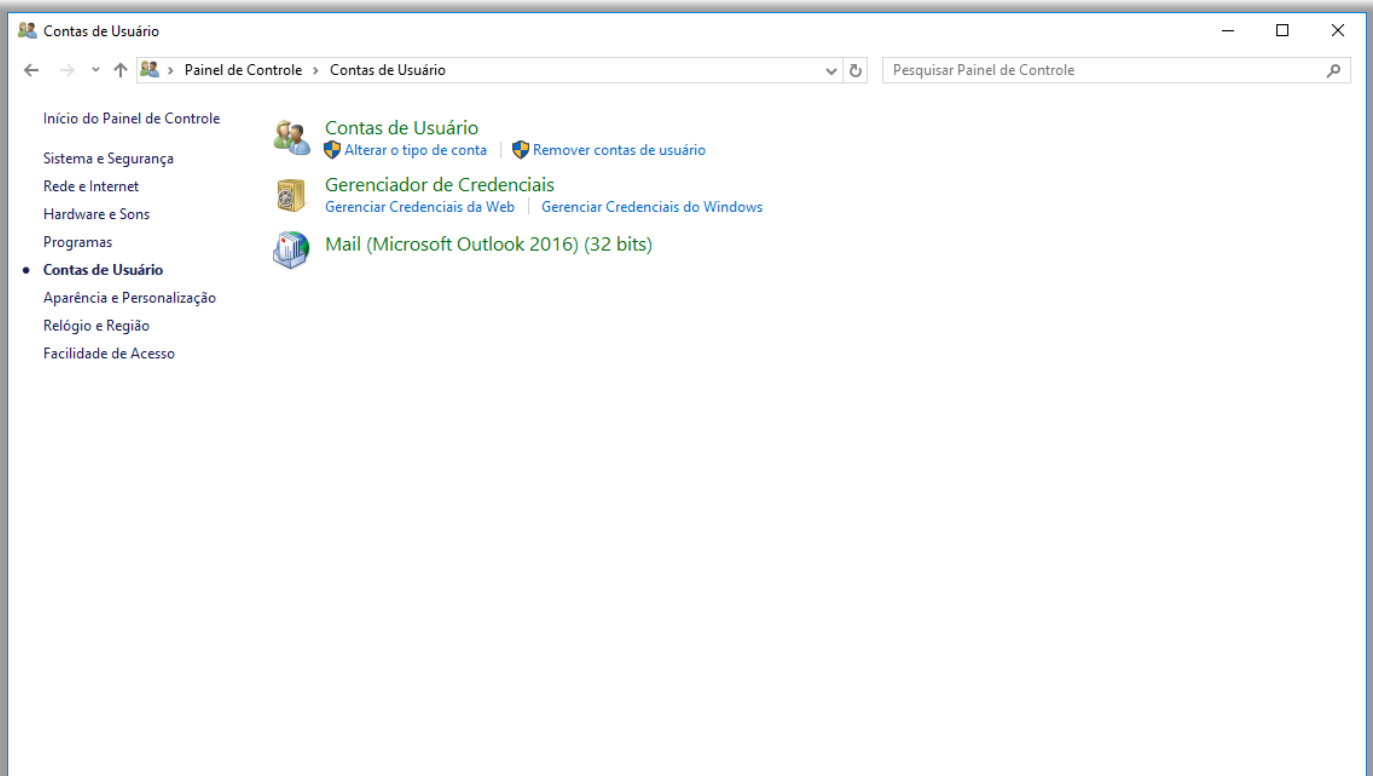 Contas de Usuário
Painel de Controle > Contas de Usuário
Pesquisar Painel de Controle
Início do Painel de Controle
Sistema e Segurança
Rede e Internet
Hardware e Sons
Programas
Contas de Usuário
Aparência e Personalização
Relógio e Região
Facilidade de Acesso
Contas de Usuário
Alterar o tipo de conta | Remover contas de usuário
Gerenciador de Credenciais
Gerenciar Credenciais da Web | Gerenciar Credenciais do Windows
Mail (Microsoft Outlook 2016) (32 bits)